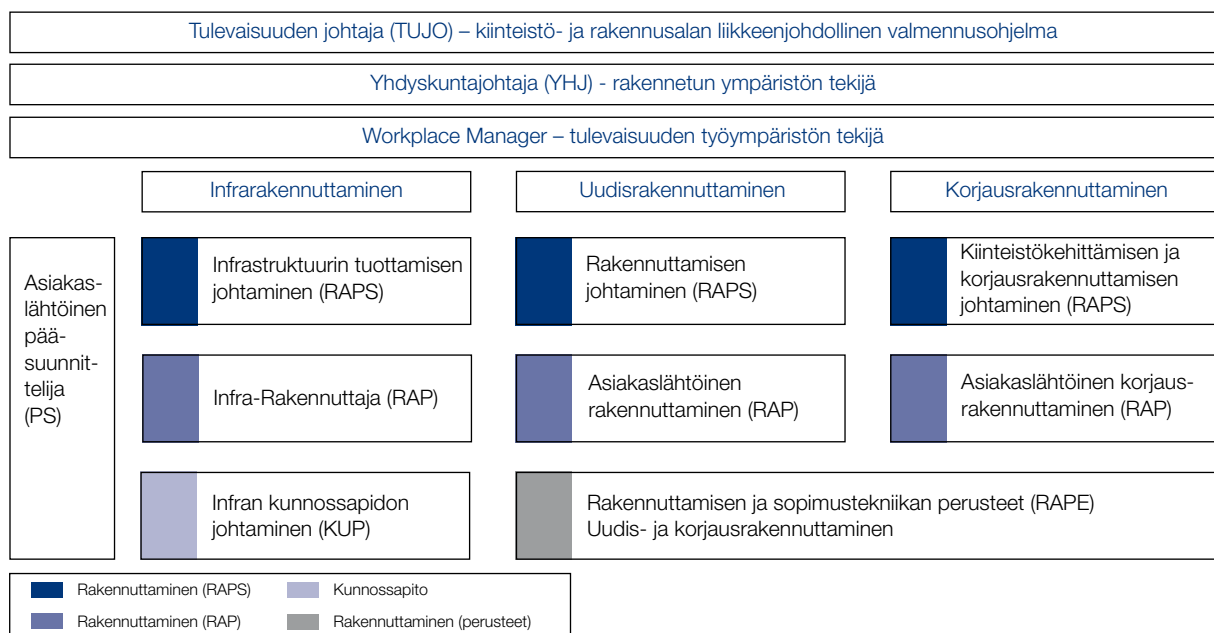 Tulevaisuuden johtaja (TUJO) – kiinteistö- ja rakennusalan liikkeenjohdollinen valmennusohjelma
Yhdyskuntajohtaja (YHJ) - rakennetun ympäristön tekijä
Workplace Manager – tulevaisuuden työympäristön tekijä
Infrarakennuttaminen
Uudisrakennuttaminen
Korjausrakennuttaminen
Asiakas-
lähtöinen
pää-
suunnit-
telija
(PS)
Infrastruktuurin tuottamisen
johtaminen (RAPS)
Rakennuttamisen
johtaminen (RAPS)
Kiinteistökehittämisen ja
korjausrakennuttamisen
johtaminen (RAPS)
Infra-Rakennuttaja (RAP)
Asiakaslähtöinen
rakennuttaminen (RAP)
Asiakaslähtöinen korjaus-
rakennuttaminen (RAP)
Infran kunnossapidon
johtaminen (KUP)
Rakennuttamisen ja sopimustekniikan perusteet (RAPE)
Uudis- ja korjausrakennuttaminen
Rakennuttaminen (RAPS)
Kunnossapito
Rakennuttaminen (RAP)
Rakennuttaminen (perusteet)